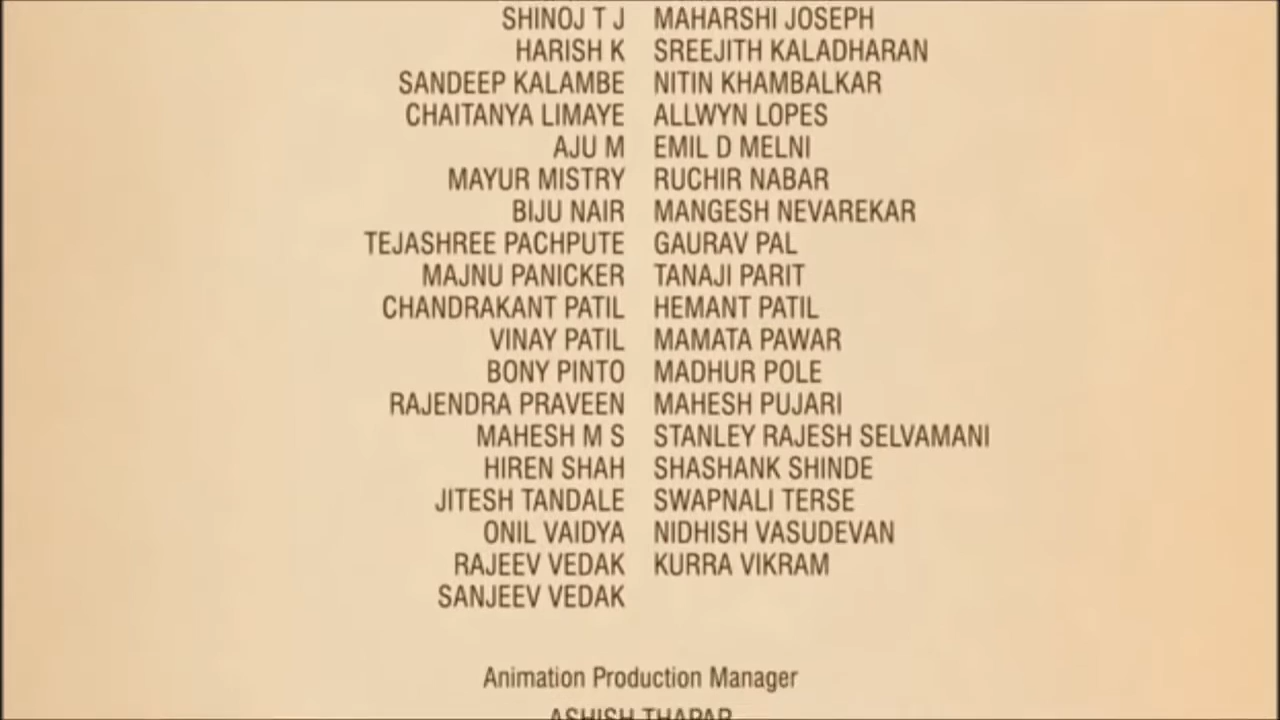 SHINOJ T J MAHARSHI JOSEPH
HARISH K SREEJITH KALADHARAN
SANDEEP KALAMBE NITIN KHAMBALKAR
CHAITANYA LIMAYE ALLWYN LOPES
AJU M EMIL D MELNI
MAYUR MISTRY RUCHIR NABAR
BIJU NAIR MANGESH NEVAREKAR
TEJASHREE PACHPUTE GAURAV PAL
MAJNU PANICKER TANAJI PARIT
CHANDRAKANT PATIL HEMANT PATIL
VINAY PATIL MAMATA PAWAR
BONY PINTO MADHUR POLE
RAJENDRA PRAVEEN MAHESH PUJARI
MAHESH M S STANLEY RAJESH SELVAMANI
HIREN SHAH SHASHANK SHINDE
JITESH TANDALE SWAPNALI TERSE
ONIL VAIDYA NIDHISH VASUDEVAN
RAJEEV VEDAK KURRA VIKRAM
SANJEEV VEDAK
Animation Production Manager
ASHISH THAPAR